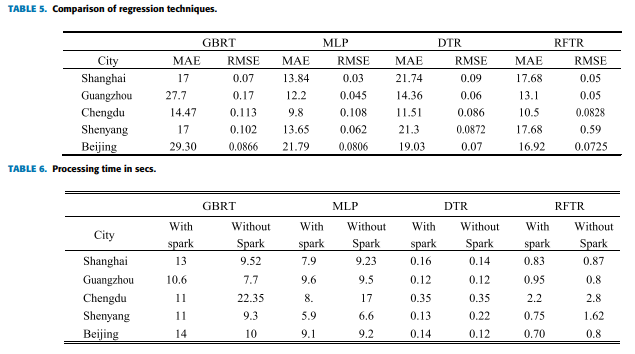 TABLE 5. Comparison of regression techniques.
GBRT MLP DTR RFTR
City MAE RMSE MAE RMSE MAE RMSE MAE RMSE
Shanghai 17 0.07 13.84 0.03 21.74 0.09 17.68 0.05
Guangzhou 27.7 0.17 12.2 0.045 14.36 0.06 13.1 0.05
Chengdu 14.47 0.113 9.8 0.108 11.51 0.086 10.5 0.0828
Shenyang 17 0.102 13.65 0.062 21.3 0.0872 17.68 0.59
Beijing 29.30 0.0866 21.79 0.0806 19.03 0.07 16.92 0.0725
TABLE 6. Processing time in secs.
GBRT MLP DTR RFTR
City With spark Without Spark With spark Without Spark With spark Without Spark With spark Without Spark
Shanghai 13 9.52 7.9 9.23 0.16 0.14 0.83 0.87
Guangzhou 10.6 7.7 9.6 9.5 0.12 0.12 0.95 0.8
Chengdu 11 22.35 8. 17 0.35 0.35 2.2 2.8
Shenyang 11 9.3 5.9 6.6 0.13 0.22 0.75 1.62
Beijing 14 10 9.1 9.2 0.14 0.12 0.70 0.8